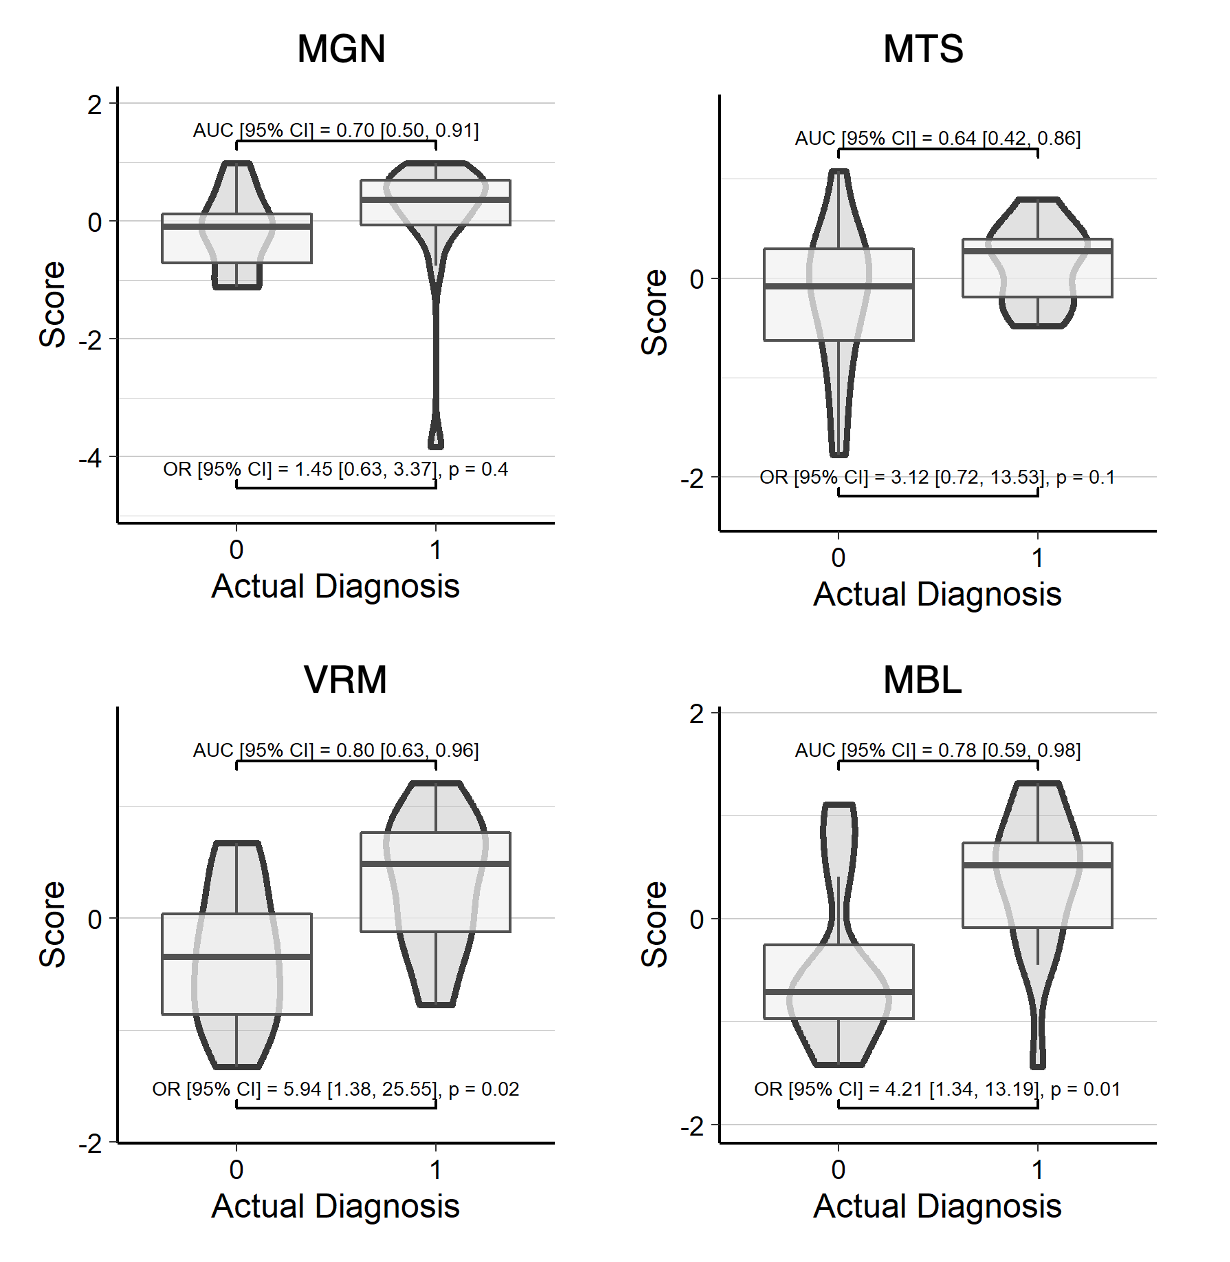 MGN
2
AUC [95% CI] = 0.70 [0.50, 0.91]
0
Score
-2
-4
OR [95% CI] = 1.45 [0.63, 3.37], p = 0.4
0 1
Actual Diagnosis
MTS
AUC [95% CI] = 0.64 [0.42, 0.86]
0
Score
-2
OR [95% CI] = 3.12 [0.72, 13.53], p = 0.1
0 1
Actual Diagnosis
VRM
AUC [95% CI] = 0.80 [0.63, 0.96]
0
Score
OR [95% CI] = 5.94 [1.38, 25.55], p = 0.02
-2
0 1
Actual Diagnosis
MBL
2
AUC [95% CI] = 0.78 [0.59, 0.98]
0
Score
OR [95% CI] = 4.21 [1.34, 13.19], p = 0.01
-2
0 1
Actual Diagnosis